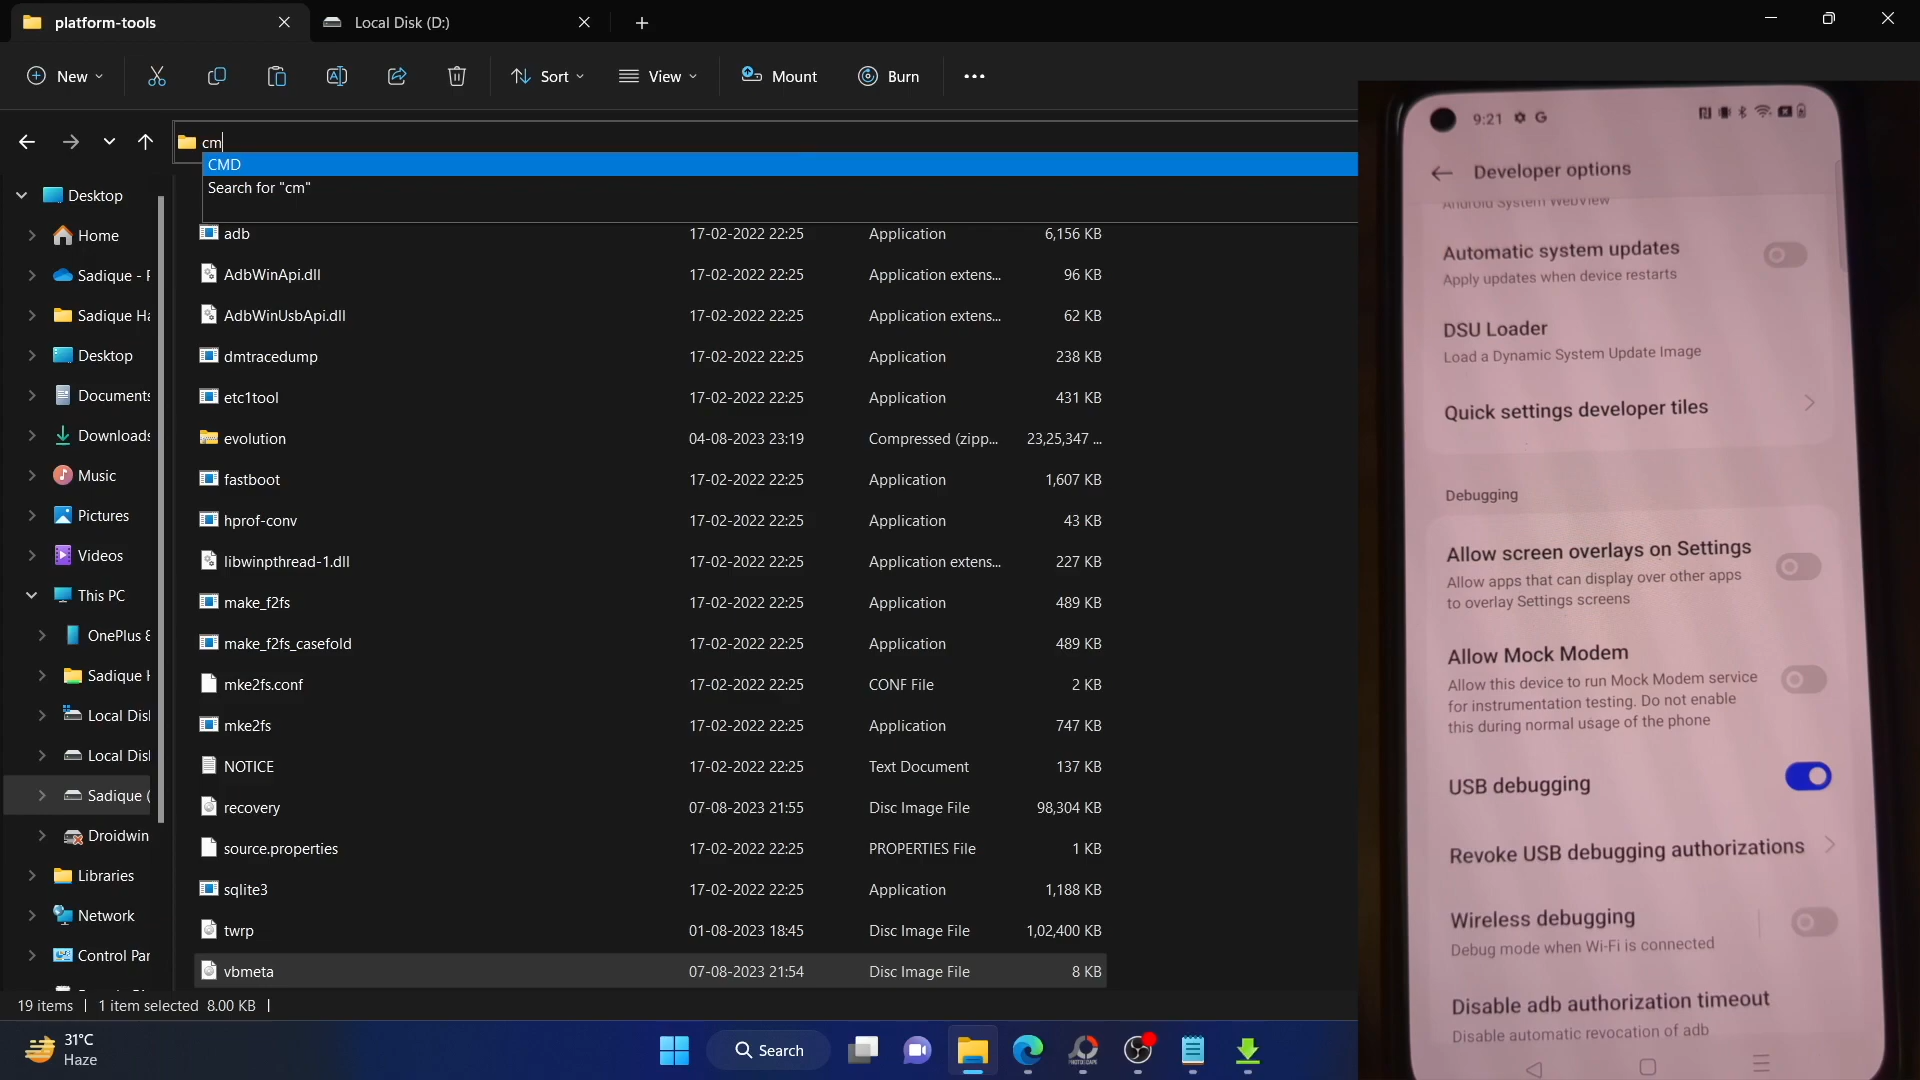 platform-tools
Local Disk (D:)
New
Sort
View
Mount
Burn
cm
CMD
Search for "cm"
Desktop
Home
Sadique -
Sadique Ha
Desktop
Documents
Downloads
Music
Pictures
Videos
This PC
OnePlus 8
Sadique
Local Disk
Local Disk
Sadique (
Droidwin
Libraries
Network
Control Par
adb 17-02-2022 22:25 Application 6,156 KB
AdbWinApi.dll 17-02-2022 22:25 Application extens... 96 KB
AdbWinUsbApi.dll 17-02-2022 22:25 Application extens... 62 KB
dmtracedump 17-02-2022 22:25 Application 238 KB
etc1tool 17-02-2022 22:25 Application 431 KB
evolution 04-08-2023 23:19 Compressed (zipp... 23,25,347 ...
fastboot 17-02-2022 22:25 Application 1,607 KB
hprof-conv 17-02-2022 22:25 Application 43 KB
libwinpthread-1.dll 17-02-2022 22:25 Application extens... 227 KB
make_f2fs 17-02-2022 22:25 Application 489 KB
make_f2fs_casefold 17-02-2022 22:25 Application 489 KB
mke2fs.conf 17-02-2022 22:25 CONF File 2 KB
mke2fs 17-02-2022 22:25 Application 747 KB
NOTICE 17-02-2022 22:25 Text Document 137 KB
recovery 07-08-2023 21:55 Disc Image File 98,304 KB
source.properties 17-02-2022 22:25 PROPERTIES File 1 KB
sqlite3 17-02-2022 22:25 Application 1,188 KB
twrp 01-08-2023 18:45 Disc Image File 1,02,400 KB
vbmeta 07-08-2023 21:54 Disc Image File 8 KB
19 items | 1 item selected 8.00 KB |
31°C
Haze
Search
9:21
Developer options
Android System WebView
Automatic system updates
Apply updates when device restarts
DSU Loader
Load a Dynamic System Update Image
Quick settings developer tiles
Debugging
Allow screen overlays on Settings
Allow apps that can display over other apps
to overlay Settings screens
Allow Mock Modem
Allow this device to run Mock Modem service
for instrumentation testing. Do not enable
this during normal usage of the phone
USB debugging
Revoke USB debugging authorizations
Wireless debugging
Debug mode when Wi-Fi is connected
Disable adb authorization timeout
Disable automatic revocation of adb